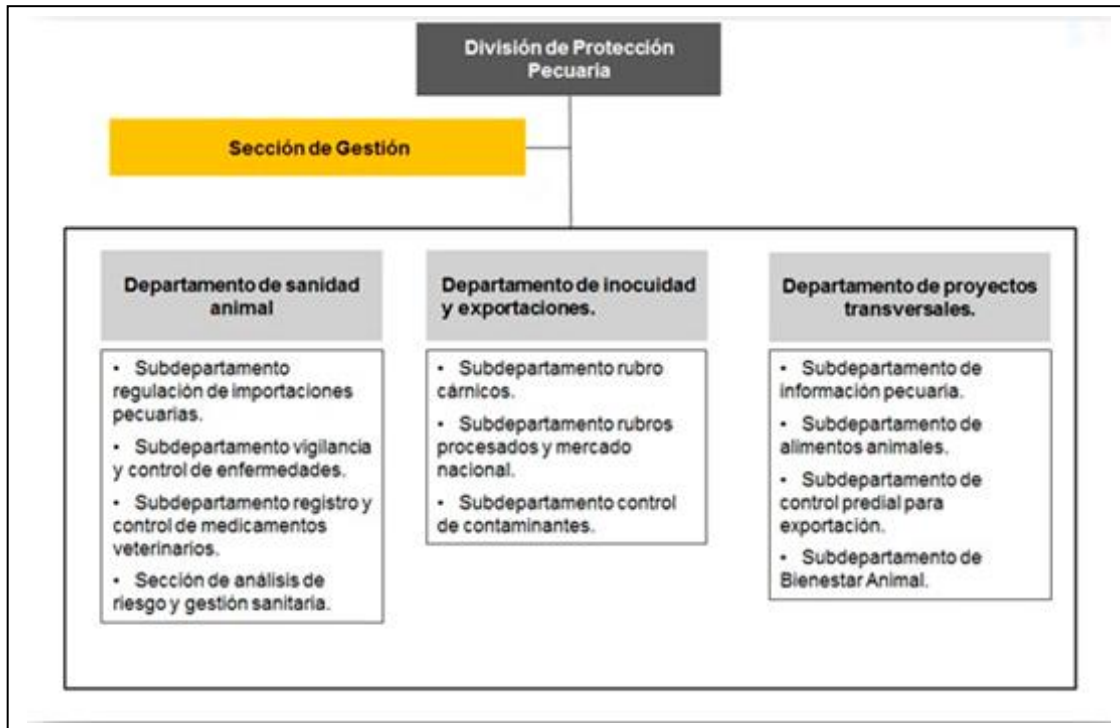 División de Protección
Pecuaria
Sección de Gestión
Departamento de sanidad
animal
• Subdepartamento
regulación de importaciones
pecuarias.
• Subdepartamento vigilancia
y control de enfermedades.
• Subdepartamento registro y
control de medicamentos
veterinarios.
• Sección de análisis de
riesgo y gestión sanitaria.
Departamento de inocuidad
y exportaciones.
• Subdepartamento rubro
cárnicos.
• Subdepartamento rubros
procesados y mercado
nacional.
• Subdepartamento control
de contaminantes.
Departamento de proyectos
transversales.
• Subdepartamento de
información pecuaria.
• Subdepartamento de
alimentos animales.
• Subdepartamento de
control predial para
exportación.
• Subdepartamento de
Bienestar Animal.